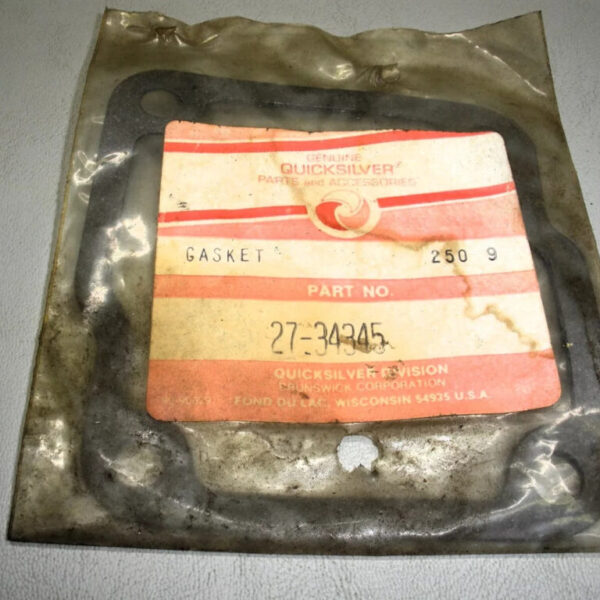 GENUINE
QUICKSILVER
PARTS and ACCESSORIES
GASKET 250 9
PART NO.
27-34345
QUICKSILVER DIVISION
BRUNSWICK CORPORATION
FOND DU LAC, WISCONSIN 54935 U.S.A.